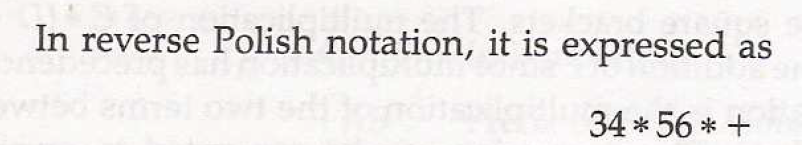 In reverse Polish notation, it is expressed as
34 * 56 * +